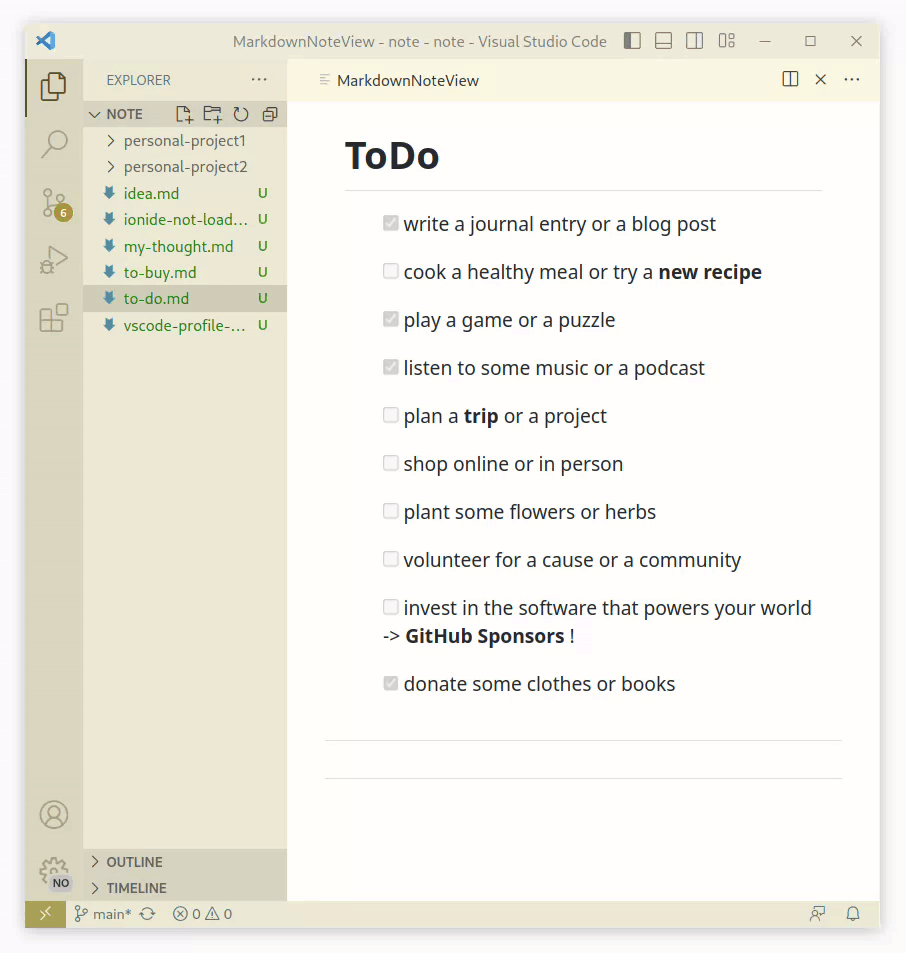 MarkdownNoteView - note - note - Visual Studio Code
EXPLORER
MarkdownNoteView
NOTE
personal-project1
personal-project2
idea.md U
ionide-not-load... U
my-thought.md U
to-buy.md U
to-do.md U
vscode-profile-... U
6
ToDo
write a journal entry or a blog post
cook a healthy meal or try a new recipe
play a game or a puzzle
listen to some music or a podcast
plan a trip or a project
shop online or in person
plant some flowers or herbs
volunteer for a cause or a community
invest in the software that powers your world
-> GitHub Sponsors !
donate some clothes or books
OUTLINE
TIMELINE
NO
main* 0 0